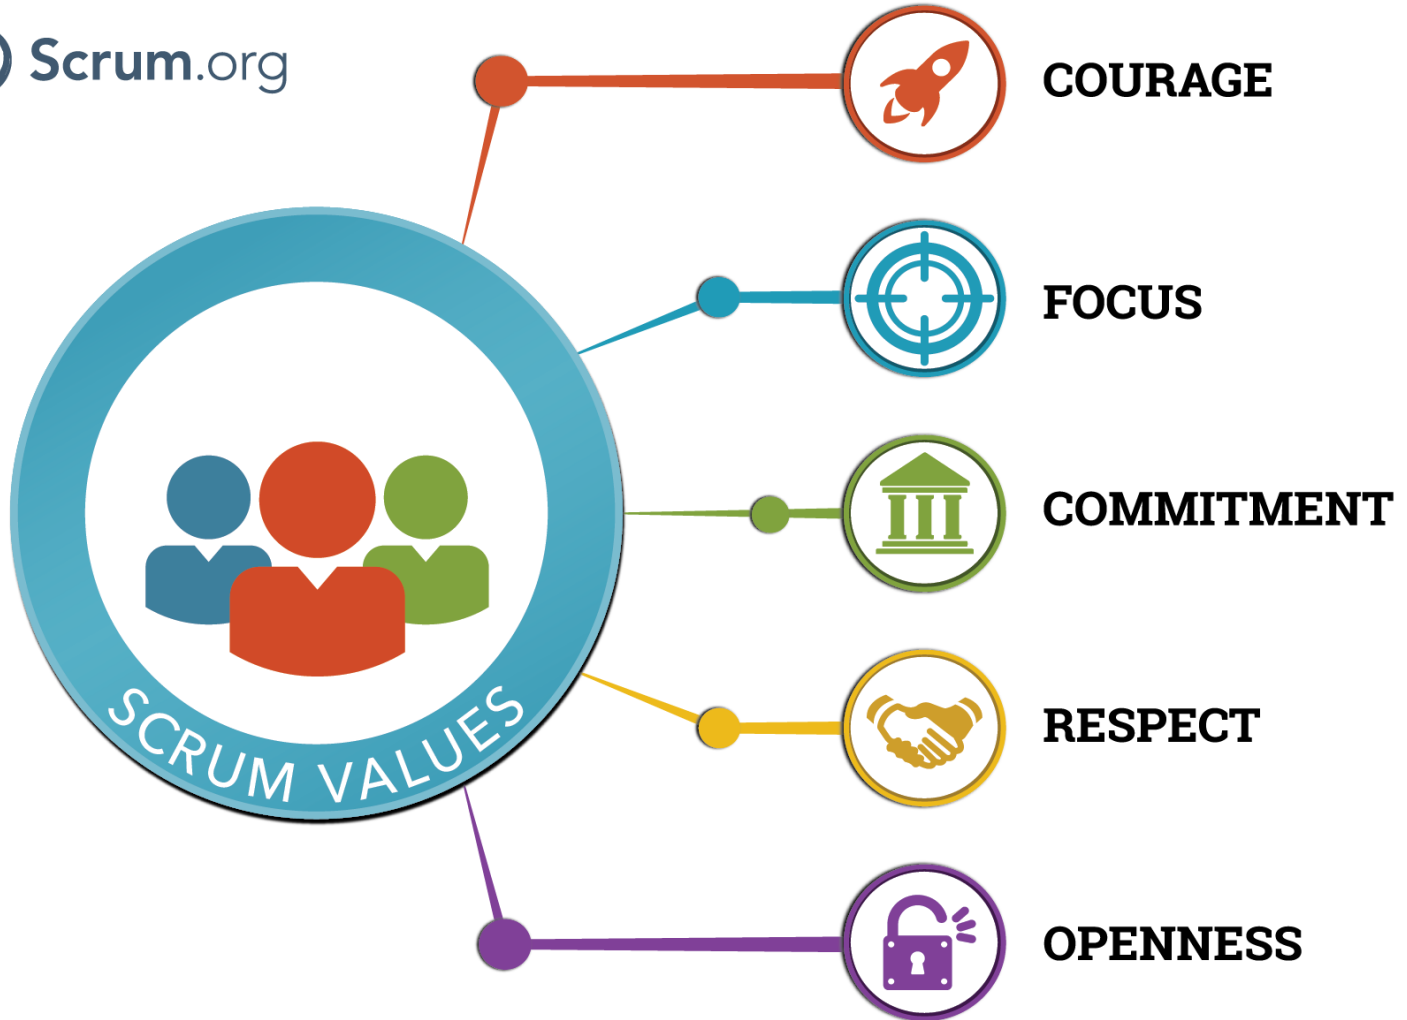 Scrum.org
COURAGE
FOCUS
COMMITMENT
RESPECT
OPENNESS
SCRUM VALUES